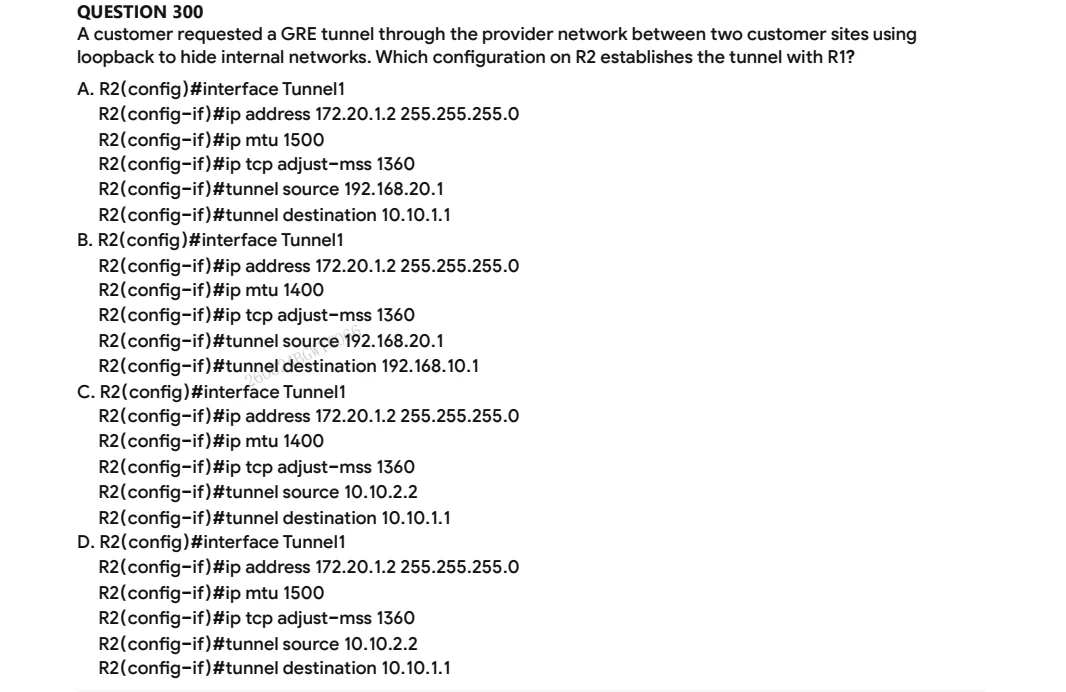 QUESTION 300
A customer requested a GRE tunnel through the provider network between two customer sites using
loopback to hide internal networks. Which configuration on R2 establishes the tunnel with R1?
A. R2(config)#interface Tunnel1
R2(config-if)#ip address 172.20.1.2 255.255.255.0
R2(config-if)#ip mtu 1500
R2(config-if)#ip tcp adjust-mss 1360
R2(config-if)#tunnel source 192.168.20.1
R2(config-if)#tunnel destination 10.10.1.1
B. R2(config)#interface Tunnel1
R2(config-if)#ip address 172.20.1.2 255.255.255.0
R2(config-if)#ip mtu 1400
R2(config-if)#ip tcp adjust-mss 1360
R2(config-if)#tunnel source 192.168.20.1
R2(config-if)#tunnel destination 192.168.10.1
C. R2(config)#interface Tunnel1
R2(config-if)#ip address 172.20.1.2 255.255.255.0
R2(config-if)#ip mtu 1400
R2(config-if)#ip tcp adjust-mss 1360
R2(config-if)#tunnel source 10.10.2.2
R2(config-if)#tunnel destination 10.10.1.1
D. R2(config)#interface Tunnel1
R2(config-if)#ip address 172.20.1.2 255.255.255.0
R2(config-if)#ip mtu 1500
R2(config-if)#ip tcp adjust-mss 1360
R2(config-if)#tunnel source 10.10.2.2
R2(config-if)#tunnel destination 10.10.1.1